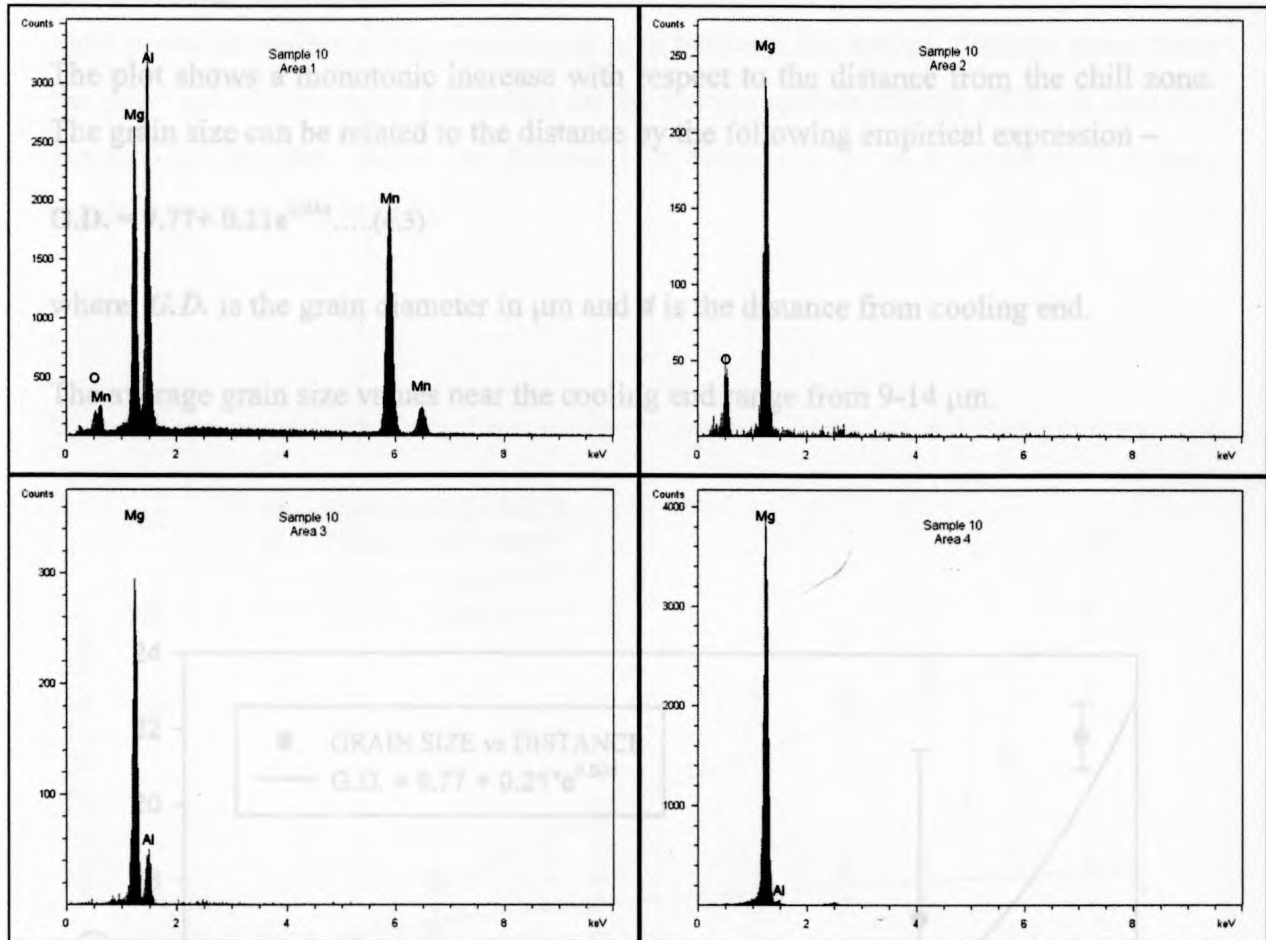 Counts
Sample 10
Area 1
Al
Mg
Mn
O
Mn
Mn
3000
2500
2000
1500
1000
500
0
2
4
6
8
keV
Counts
Sample 10
Area 2
Mg
O
250
200
150
100
50
0
2
4
6
8
keV
Counts
Sample 10
Area 3
Mg
Al
300
200
100
0
2
4
6
8
keV
Counts
Sample 10
Area 4
Mg
Al
4000
3000
2000
1000
0
2
4
6
8
keV
The plot shows a monotonic increase with respect to the distance from the chill zone.
The grain size can be related to the distance by the following empirical expression –
where G.D. is the grain diameter in μm and d is the distance from cooling end.
The average grain size values near the cooling end range from 9-14 μm.
24
22
20
GRAIN SIZE vs DISTANCE